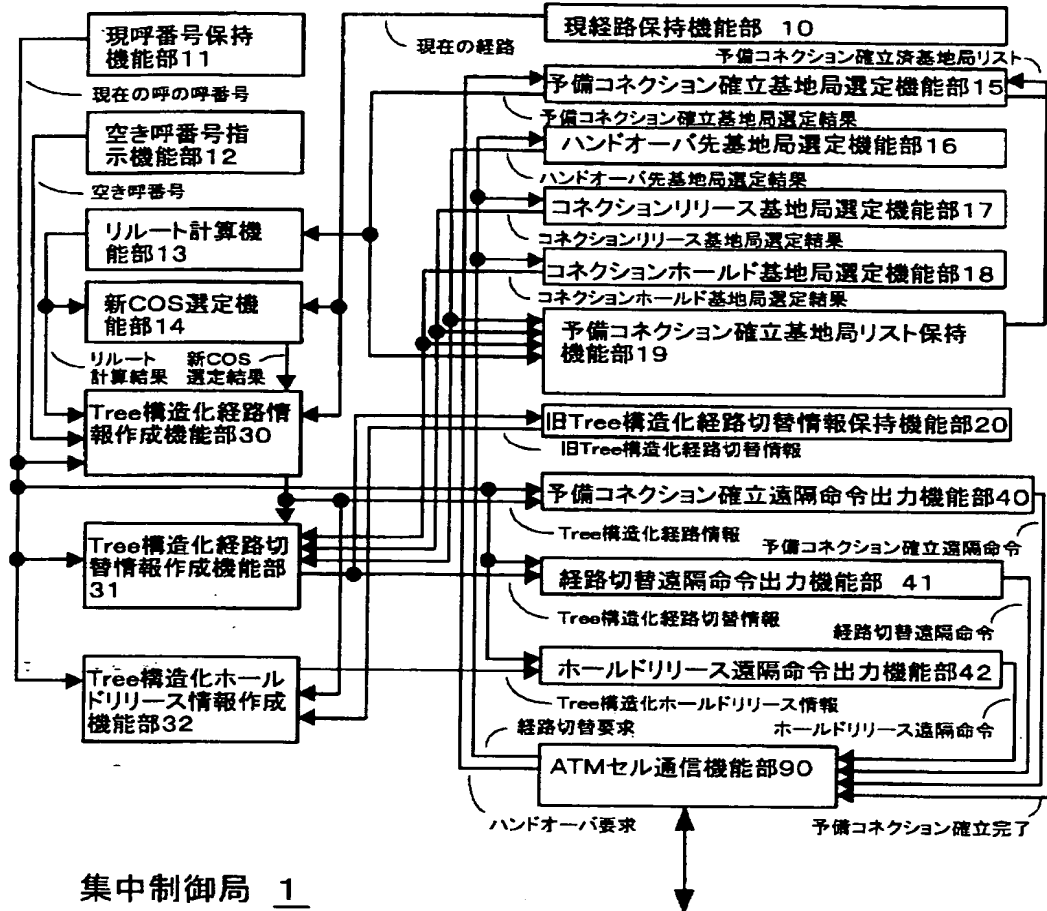 現呼番号保持
機能部11
現在の呼の呼番号
空き呼番号指
示機能部12
空き呼番号
リルート計算機
能部13
新COS選定機
能部14
リルート
計算結果
新COS
選定結果
Tree構造化経路情
報作成機能部30
Tree構造化経路切
替情報作成機能部
31
Tree構造化ホール
ドリリース情報作成
機能部32
現経路保持機能部 10
現在の経路
予備コネクション確立済基地局リスト
予備コネクション確立基地局選定機能部15
予備コネクション確立基地局選定結果
ハンドオーバ先基地局選定機能部16
ハンドオーバ先基地局選定結果
コネクションリリース基地局選定機能部17
コネクションリリース基地局選定結果
コネクションホールド基地局選定機能部18
コネクションホールド基地局選定結果
予備コネクション確立基地局リスト保持
機能部19
旧Tree構造化経路切替情報保持機能部20
旧Tree構造化経路切替情報
予備コネクション確立遠隔命令出力機能部40
Tree構造化経路情報
予備コネクション確立遠隔命令
経路切替遠隔命令出力機能部 41
Tree構造化経路切替情報
経路切替遠隔命令
ホールドリリース遠隔命令出力機能部42
Tree構造化ホールドリリース情報
経路切替要求
ホールドリリース遠隔命令
ATMセル通信機能部90
ハンドオーバ要求
予備コネクション確立完了
集中制御局 1